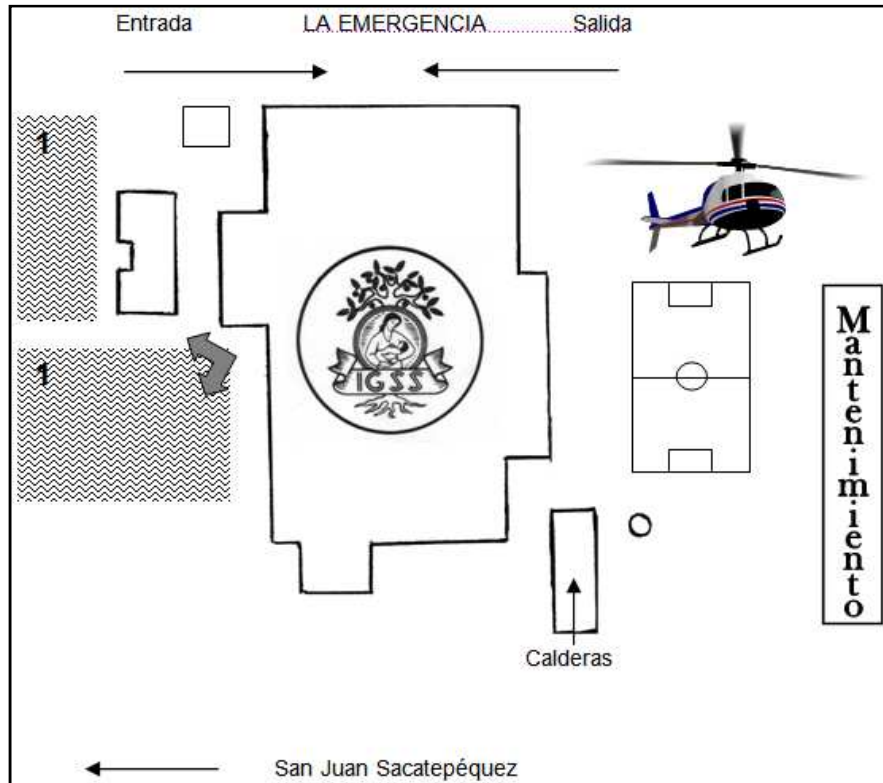 Entrada
LA EMERGENCIA
Salida
1
1
IGSS
Mantenimiento
Calderas
San Juan Sacatepéquez